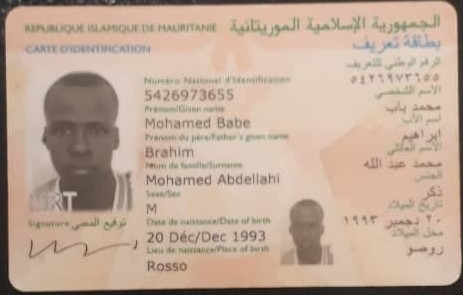 REPUBLIQUE ISLAMIQUE DE MAURITANIE
الجمهورية الإسلامية الموريتانية
CARTE D'IDENTIFICATION
بطاقة تعريف
الرقم الوطني للتعريف
Numéro National d'Identification
5426973655
٥٤٢٦٩٧٣٦٥٥
الاسم الشخصي
Prénom/Given name
Mohamed Babe
محمد باب
اسم الأب
Prénom du père/Father's given name
Brahim
ابراهيم
الاسم العائلي
Nom de famille/Surname
Mohamed Abdellahi
محمد عبد الله
الجنس
Sexe/Sex
M
ذكر
تاريخ الميلاد
Date de naissance/Date of birth
20 Déc/Dec 1993
٢٠ دجمبر ١٩٩٣
محل الميلاد
Lieu de naissance/Place of birth
Rosso
روصو
MRT
Signature توقيع المعني